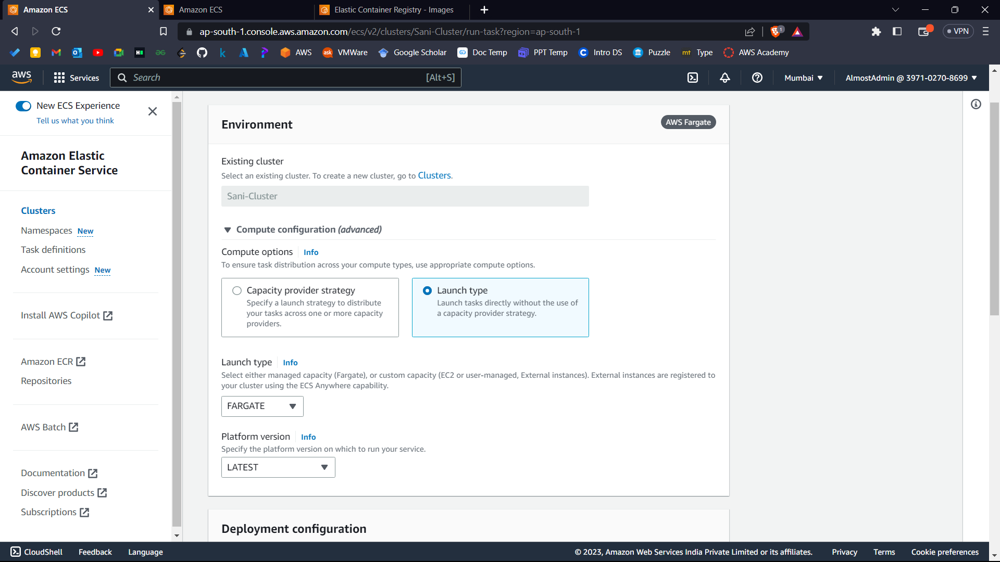 Amazon ECS
Amazon ECS
Elastic Container Registry - Images
ap-south-1.console.aws.amazon.com/ecs/v2/clusters/Sani-Cluster/run-task?region=ap-south-1
1
VPN
AWS
ask
VMWare
Google Scholar
Doc Temp
PPT Temp
Intro DS
Puzzle
mt
Type
AWS Academy
aws
Services
Search
[Alt+S]
Mumbai
AlmostAdmin @ 3971-0270-8699
New ECS Experience
Tell us what you think
Amazon Elastic
Container Service
Clusters
Namespaces New
Task definitions
Account settings New
Install AWS Copilot
Amazon ECR
Repositories
AWS Batch
Documentation
Discover products
Subscriptions
Environment
AWS Fargate
Existing cluster
Select an existing cluster. To create a new cluster, go to Clusters.
Sani-Cluster
Compute configuration (advanced)
Compute options Info
To ensure task distribution across your compute types, use appropriate compute options.
Capacity provider strategy
Specify a launch strategy to distribute
your tasks across one or more capacity
providers.
Launch type
Launch tasks directly without the use of
a capacity provider strategy.
Launch type Info
Select either managed capacity (Fargate), or custom capacity (EC2 or user-managed, External instances). External instances are registered to
your cluster using the ECS Anywhere capability.
FARGATE
Platform version Info
Specify the platform version on which to run your service.
LATEST
Deployment configuration
CloudShell
Feedback
Language
© 2023, Amazon Web Services India Private Limited or its affiliates.
Privacy
Terms
Cookie preferences